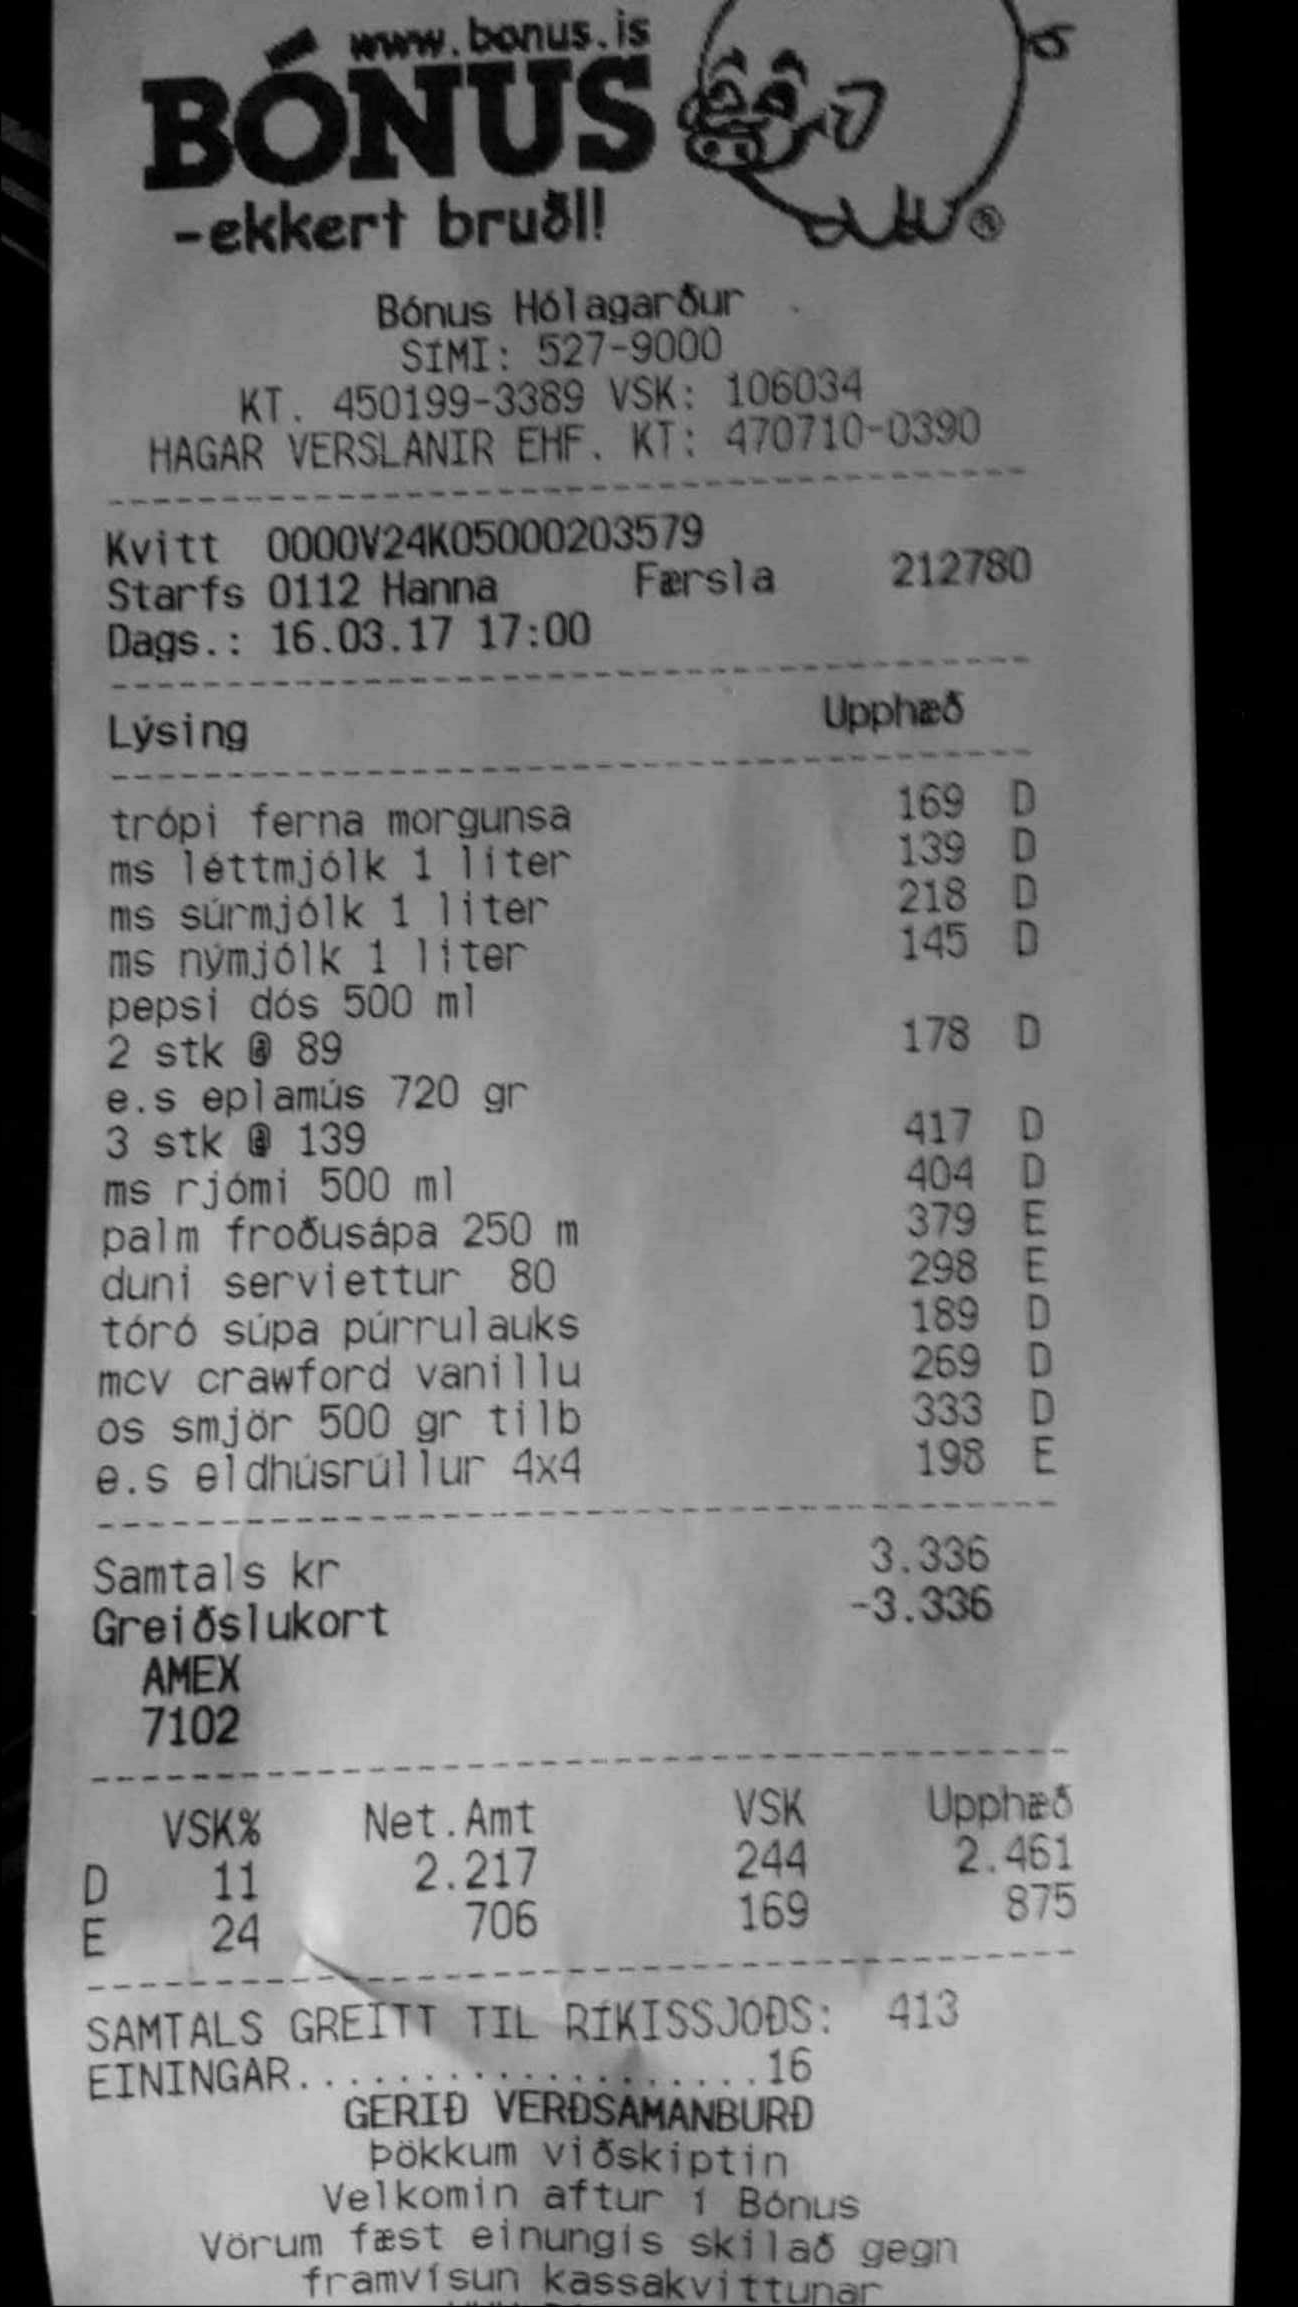 www.bonus.is
BÓNUS
-ekkert bruðl!
Bónus Hólagarður
SÍMI: 527-9000
KT. 450199-3389 VSK: 106034
HAGAR VERSLANIR EHF. KT: 470710-0390
Kvitt 0000V24K05000203579
Starfs 0112 Hanna Færsla 212780
Dags.: 16.03.17 17:00
Lýsing Upphæð
trópi ferna morgunsa 169 D
ms léttmjólk 1 líter 139 D
ms súrmjólk 1 líter 218 D
ms nýmjólk 1 líter 145 D
pepsi dós 500 ml
2 stk @ 89 178 D
e.s eplamús 720 gr
3 stk @ 139 417 D
ms rjómi 500 ml 404 D
palm froðusápa 250 m 379 E
duni serviettur 80 298 E
tóró súpa púrrulauks 189 D
mcv crawford vanillu 269 D
os smjör 500 gr tilb 333 D
e.s eldhúsrúllur 4x4 198 E
Samtals kr 3.336
Greiðslukort -3.336
AMEX
7102
VSK% Net.Amt VSK Upphæð
D 11 2.217 244 2.461
E 24 706 169 875
SAMTALS GREITT TIL RÍKISSJOÐS: 413
EININGAR....................16
GERIÐ VERÐSAMANBURÐ
Þökkum viðskiptin
Velkomin aftur í Bónus
Vörum fæst einungis skilað gegn
framvísun kassakvittunar